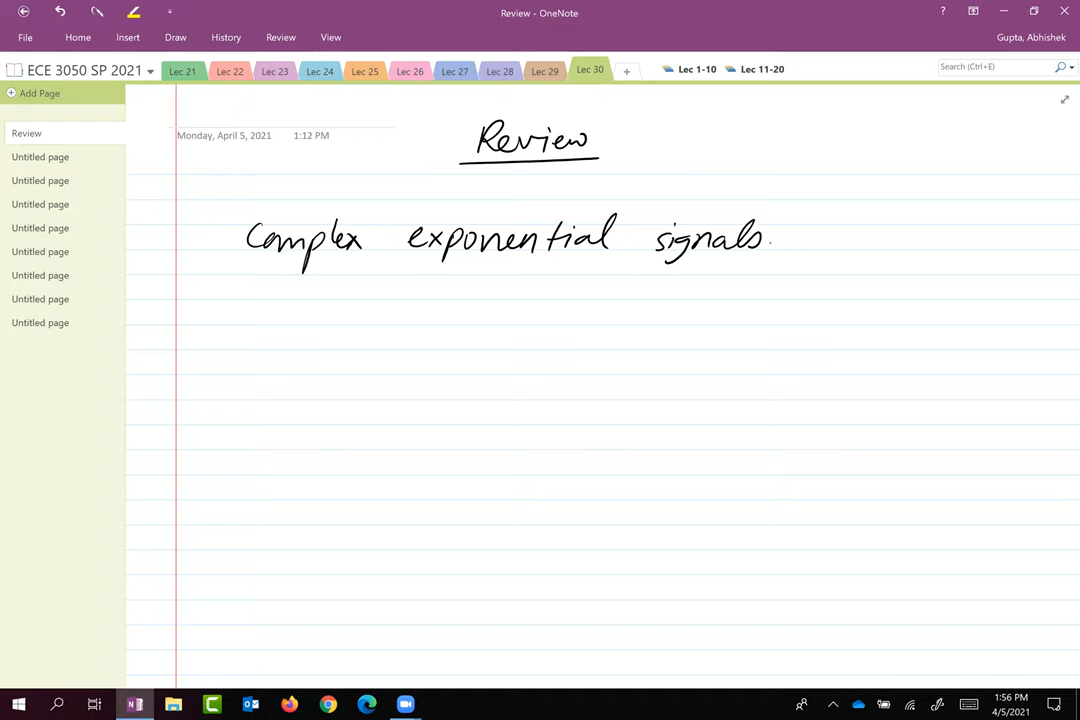 Review - OneNote
?
File Home Insert Draw History Review View
Gupta, Abhishek
ECE 3050 SP 2021
Lec 21 Lec 22 Lec 23 Lec 24 Lec 25 Lec 26 Lec 27 Lec 28 Lec 29 Lec 30 + Lec 1-10 Lec 11-20
Search (Ctrl+E)
Add Page
Review
Untitled page
Untitled page
Untitled page
Untitled page
Untitled page
Untitled page
Untitled page
Untitled page
Monday, April 5, 2021 1:12 PM
Review
Complex exponential signals.
1:56 PM
4/5/2021